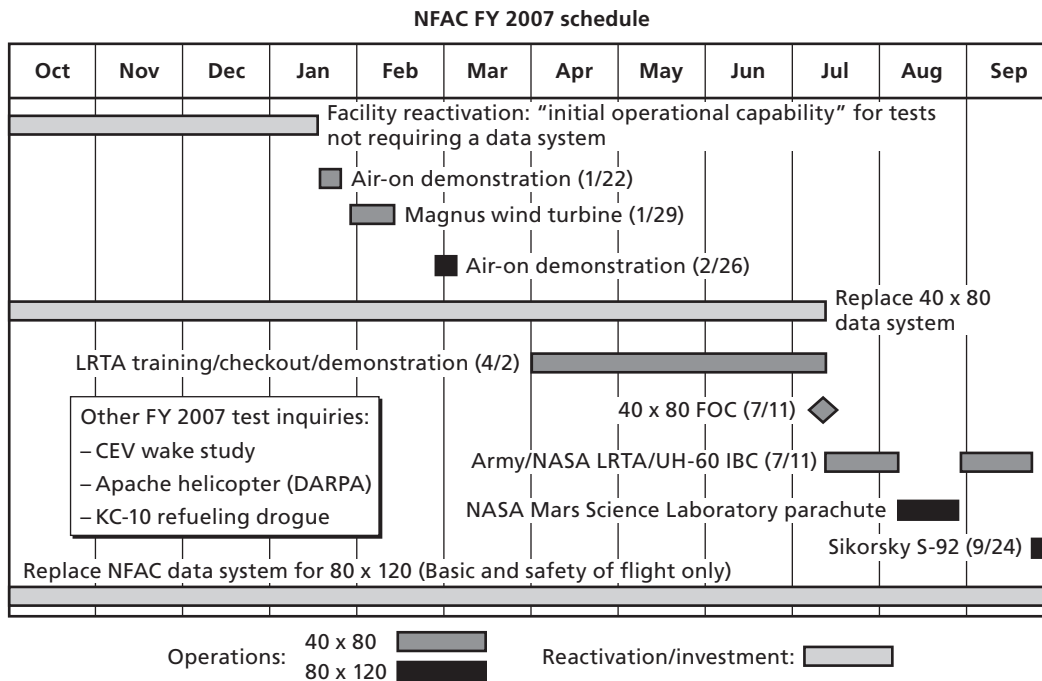 NFAC FY 2007 schedule
Oct Nov Dec Jan Feb Mar Apr May Jun Jul Aug Sep
Facility reactivation: “initial operational capability” for tests
not requiring a data system
Air-on demonstration (1/22)
Magnus wind turbine (1/29)
Air-on demonstration (2/26)
Replace 40 x 80
data system
LRTA training/checkout/demonstration (4/2)
Other FY 2007 test inquiries:
– CEV wake study
– Apache helicopter (DARPA)
– KC-10 refueling drogue
40 x 80 FOC (7/11)
Army/NASA LRTA/UH-60 IBC (7/11)
NASA Mars Science Laboratory parachute
Sikorsky S-92 (9/24)
Replace NFAC data system for 80 x 120 (Basic and safety of flight only)
Operations:
40 x 80
80 x 120
Reactivation/investment: